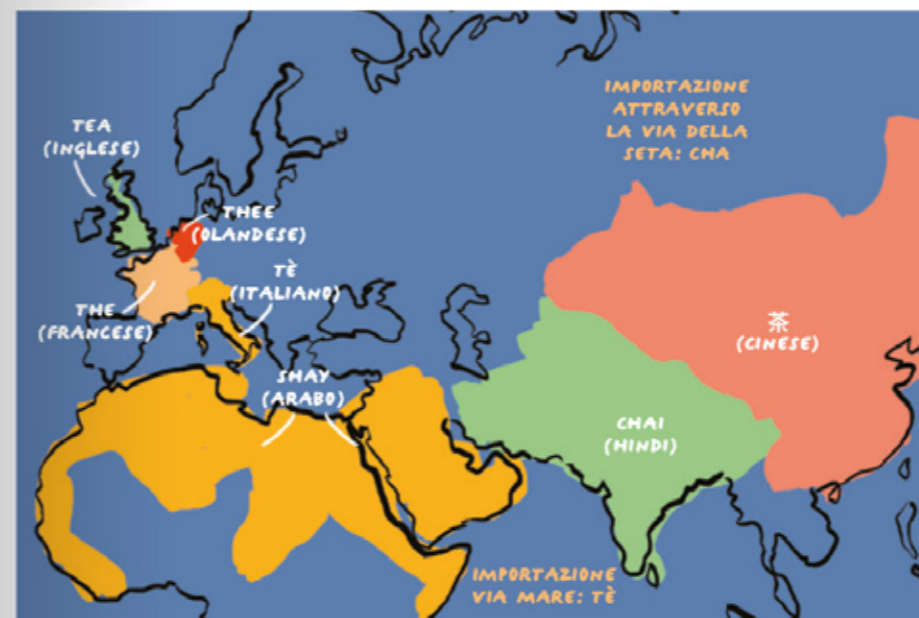 IMPORTAZIONE
ATTRAVERSO
LA VIA DELLA
SETA: CHA
TEA
(INGLESE)
THEE
(OLANDESE)
TÈ
(ITALIANO)
THE
(FRANCESE)
SHAY
(ARABO)
茶
(CINESE)
CHAI
(HINDI)
IMPORTAZIONE
VIA MARE: TÈ